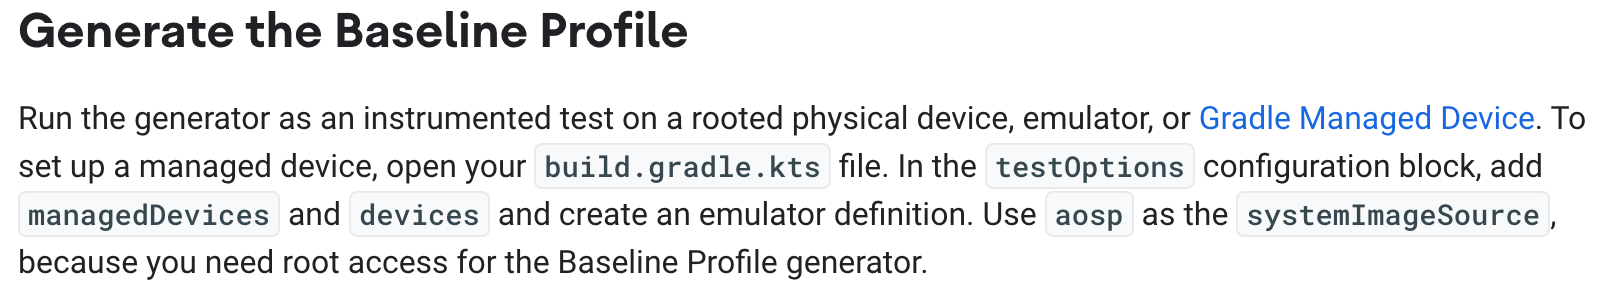 Generate the Baseline Profile
Run the generator as an instrumented test on a rooted physical device, emulator, or Gradle Managed Device. To
set up a managed device, open your build.gradle.kts file. In the testOptions configuration block, add
managedDevices and devices and create an emulator definition. Use aosp as the systemImageSource,
because you need root access for the Baseline Profile generator.